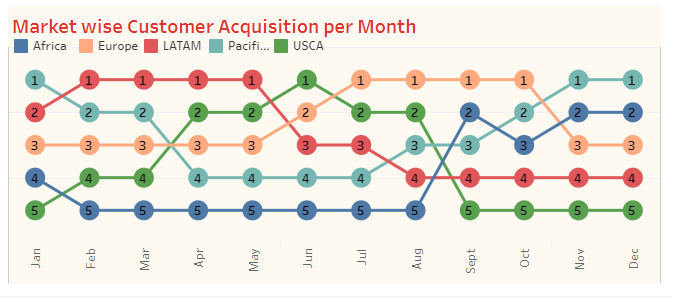 Market wise Customer Acquisition per Month
Africa Europe LATAM Pacifi... USCA
1 1 1 1 1 1 1 1 1 1 1 1
2 2 2 2 2 2 2 2 2 2 2 2
3 3 3 3 3 3 3 3 3 3 3 3
4 4 4 4 4 4 4 4 4 4 4 4
5 5 5 5 5 5 5 5 5 5 5 5
Jan Feb Mar Apr May Jun Jul Aug Sept Oct Nov Dec